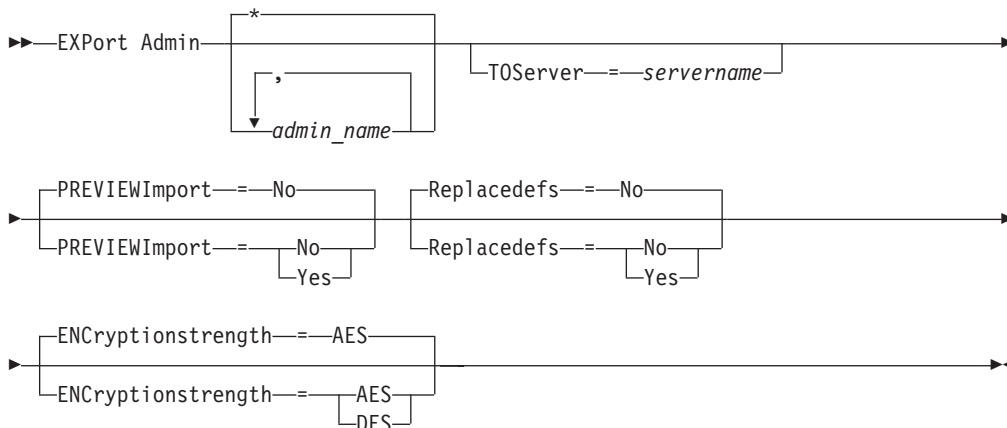 *
EXPort Admin
TOServer = servername
,
admin_name
PREVIEWImport = No
Replacedefs = No
PREVIEWImport = No
Replacedefs = No
Yes
Yes
ENCryptionstrength = AES
ENCryptionstrength = AES
DES